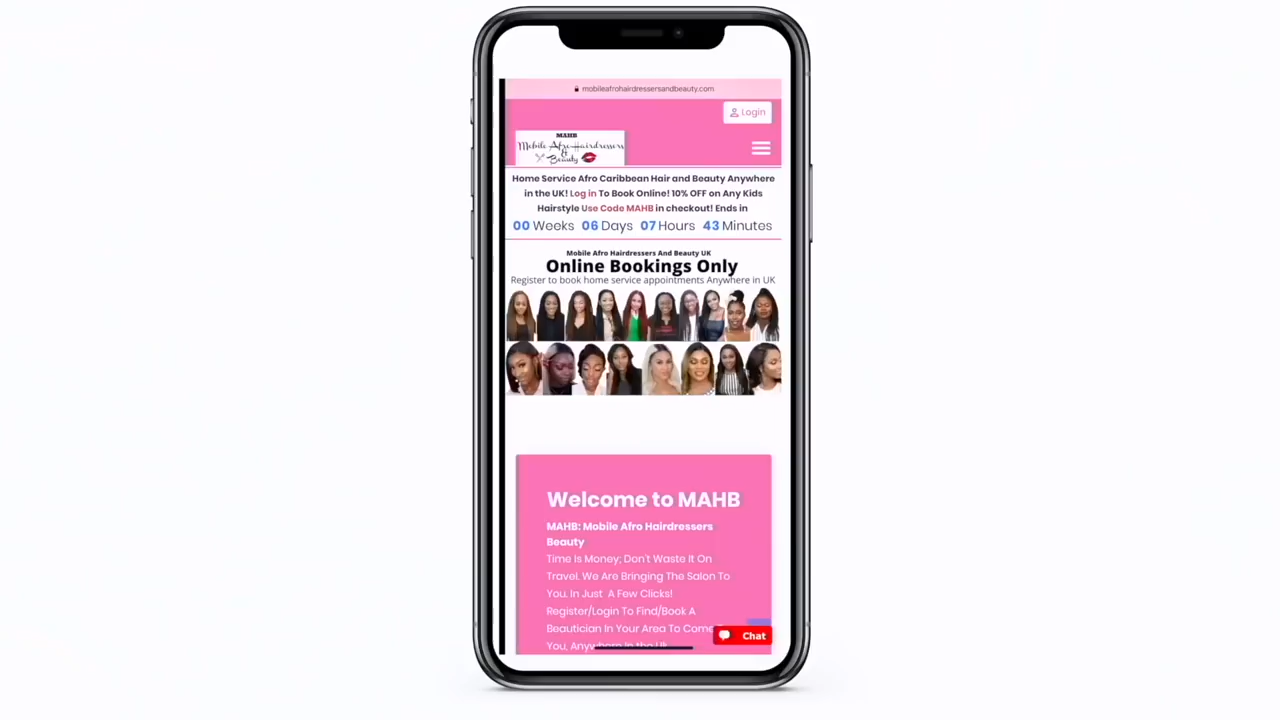 mobileafrohairdressersandbeauty.com
Login
MAHB
Mobile Afro Hairdressers
&
Beauty
Home Service Afro Caribbean Hair and Beauty Anywhere
in the UK! Log in To Book Online! 10% OFF on Any Kids
Hairstyle Use Code MAHB in checkout! Ends in
00 Weeks 06 Days 07 Hours 43 Minutes
Mobile Afro Hairdressers And Beauty UK
Online Bookings Only
Register to book home service appointments Anywhere in UK
Welcome to MAHB
MAHB: Mobile Afro Hairdressers
Beauty
Time Is Money; Don't Waste It On
Travel. We Are Bringing The Salon To
You. In Just A Few Clicks!
Register/Login To Find/Book A
Beautician In Your Area To Come
Chat
You, Anywhere In the Uk